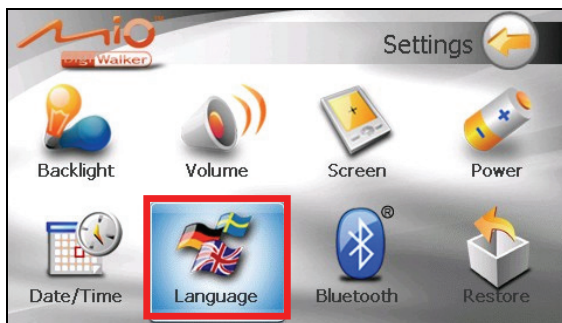 Mio
DigiWalker
Settings
Backlight
Volume
Screen
Power
Date/Time
Language
Bluetooth
®
Restore